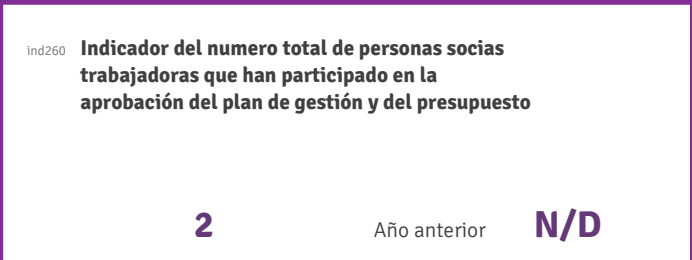 ind260 Indicador del numero total de personas socias
trabajadoras que han participado en la
aprobación del plan de gestión y del presupuesto
2 Año anterior N/D